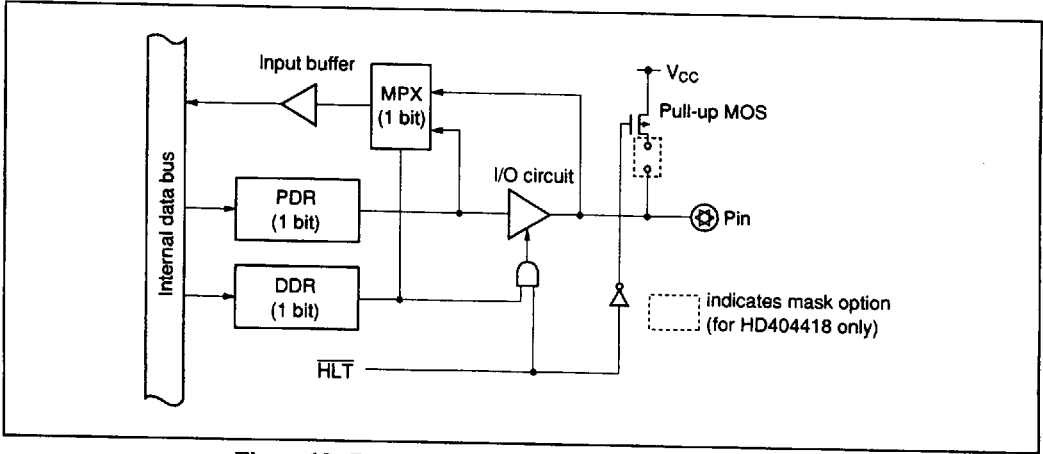 Input buffer
MPX
(1 bit)
VCC
Pull-up MOS
I/O circuit
PDR
(1 bit)
Pin
Internal data bus
DDR
(1 bit)
indicates mask option
(for HD404418 only)
HLT